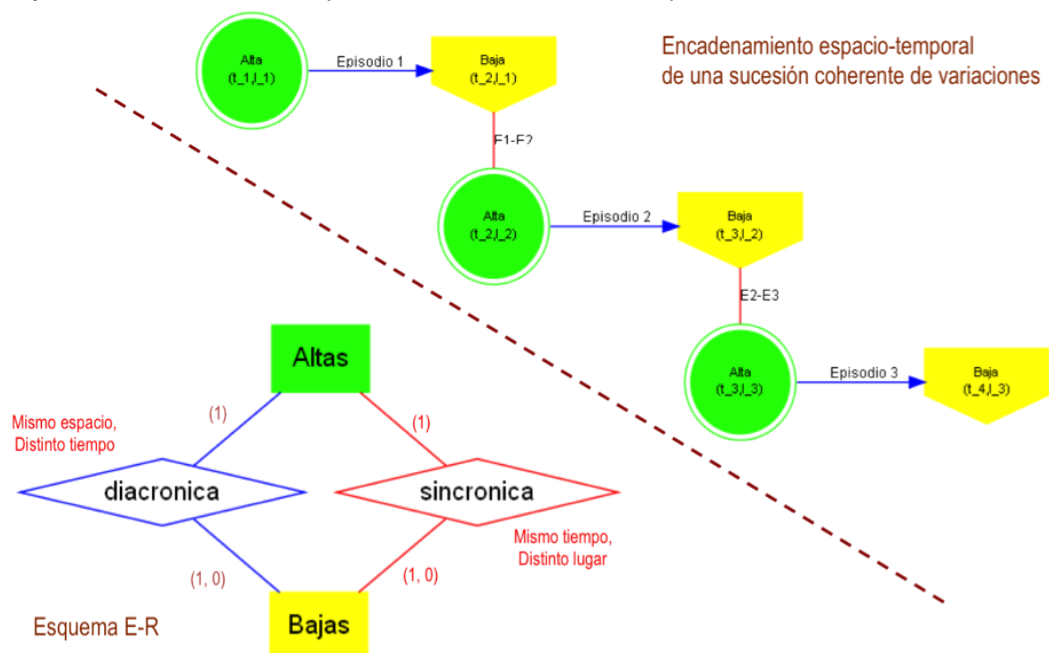 Alta
(t_1,l_1)
Episodio 1
Baja
(t_2,l_1)
Encadenamiento espacio-temporal
de una sucesión coherente de variaciones
E1-E2
Alta
(t_2,l_2)
Episodio 2
Baja
(t_3,l_2)
E2-E3
Alta
(t_3,l_3)
Episodio 3
Baja
(t_4,l_3)
Altas
(1)
(1)
Mismo espacio,
Distinto tiempo
diacronica
sincronica
Mismo tiempo,
Distinto lugar
(1, 0)
(1, 0)
Bajas
Esquema E-R